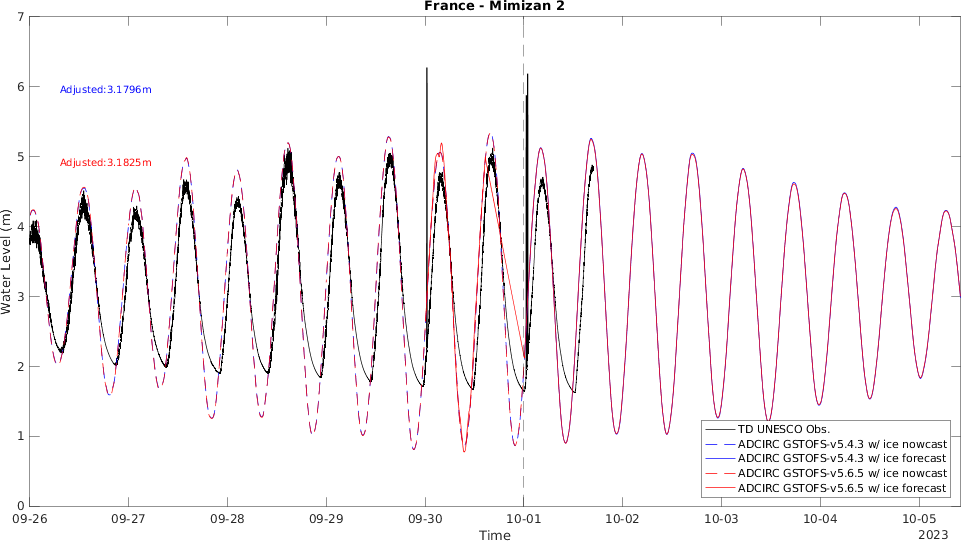 France - Mimizan 2
7
6
5
4
3
2
1
0
Water Level (m)
Adjusted:3.1796m
Adjusted:3.1825m
TD UNESCO Obs.
ADCIRC GSTOFS-v5.4.3 w/ ice nowcast
ADCIRC GSTOFS-v5.4.3 w/ ice forecast
ADCIRC GSTOFS-v5.6.5 w/ ice nowcast
ADCIRC GSTOFS-v5.6.5 w/ ice forecast
09-26 09-27 09-28 09-29 09-30 10-01 10-02 10-03 10-04 10-05
Time
2023